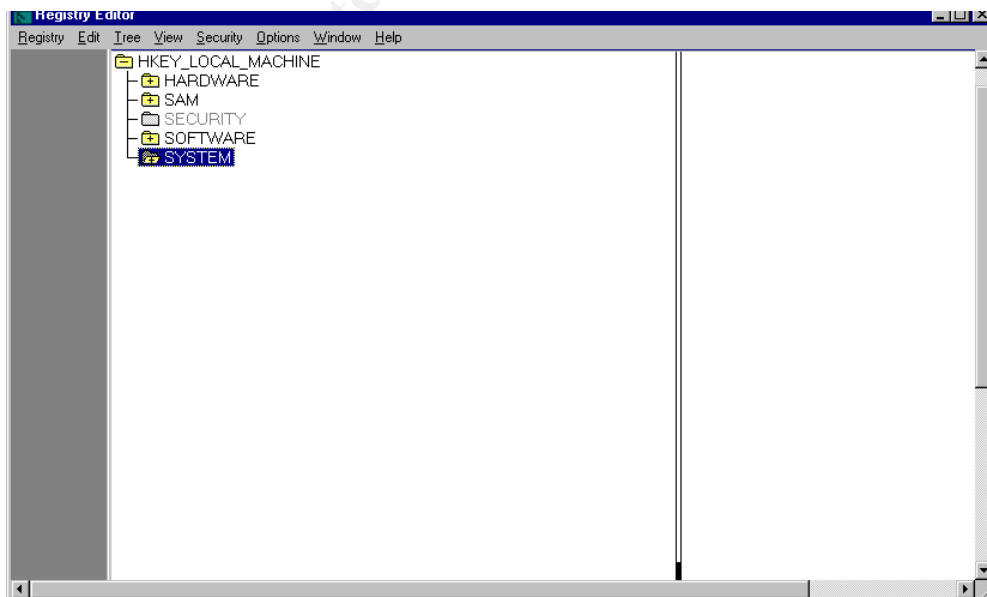 Registry Editor
Registry Edit Tree View Security Options Window Help
HKEY_LOCAL_MACHINE
HARDWARE
SAM
SECURITY
SOFTWARE
SYSTEM